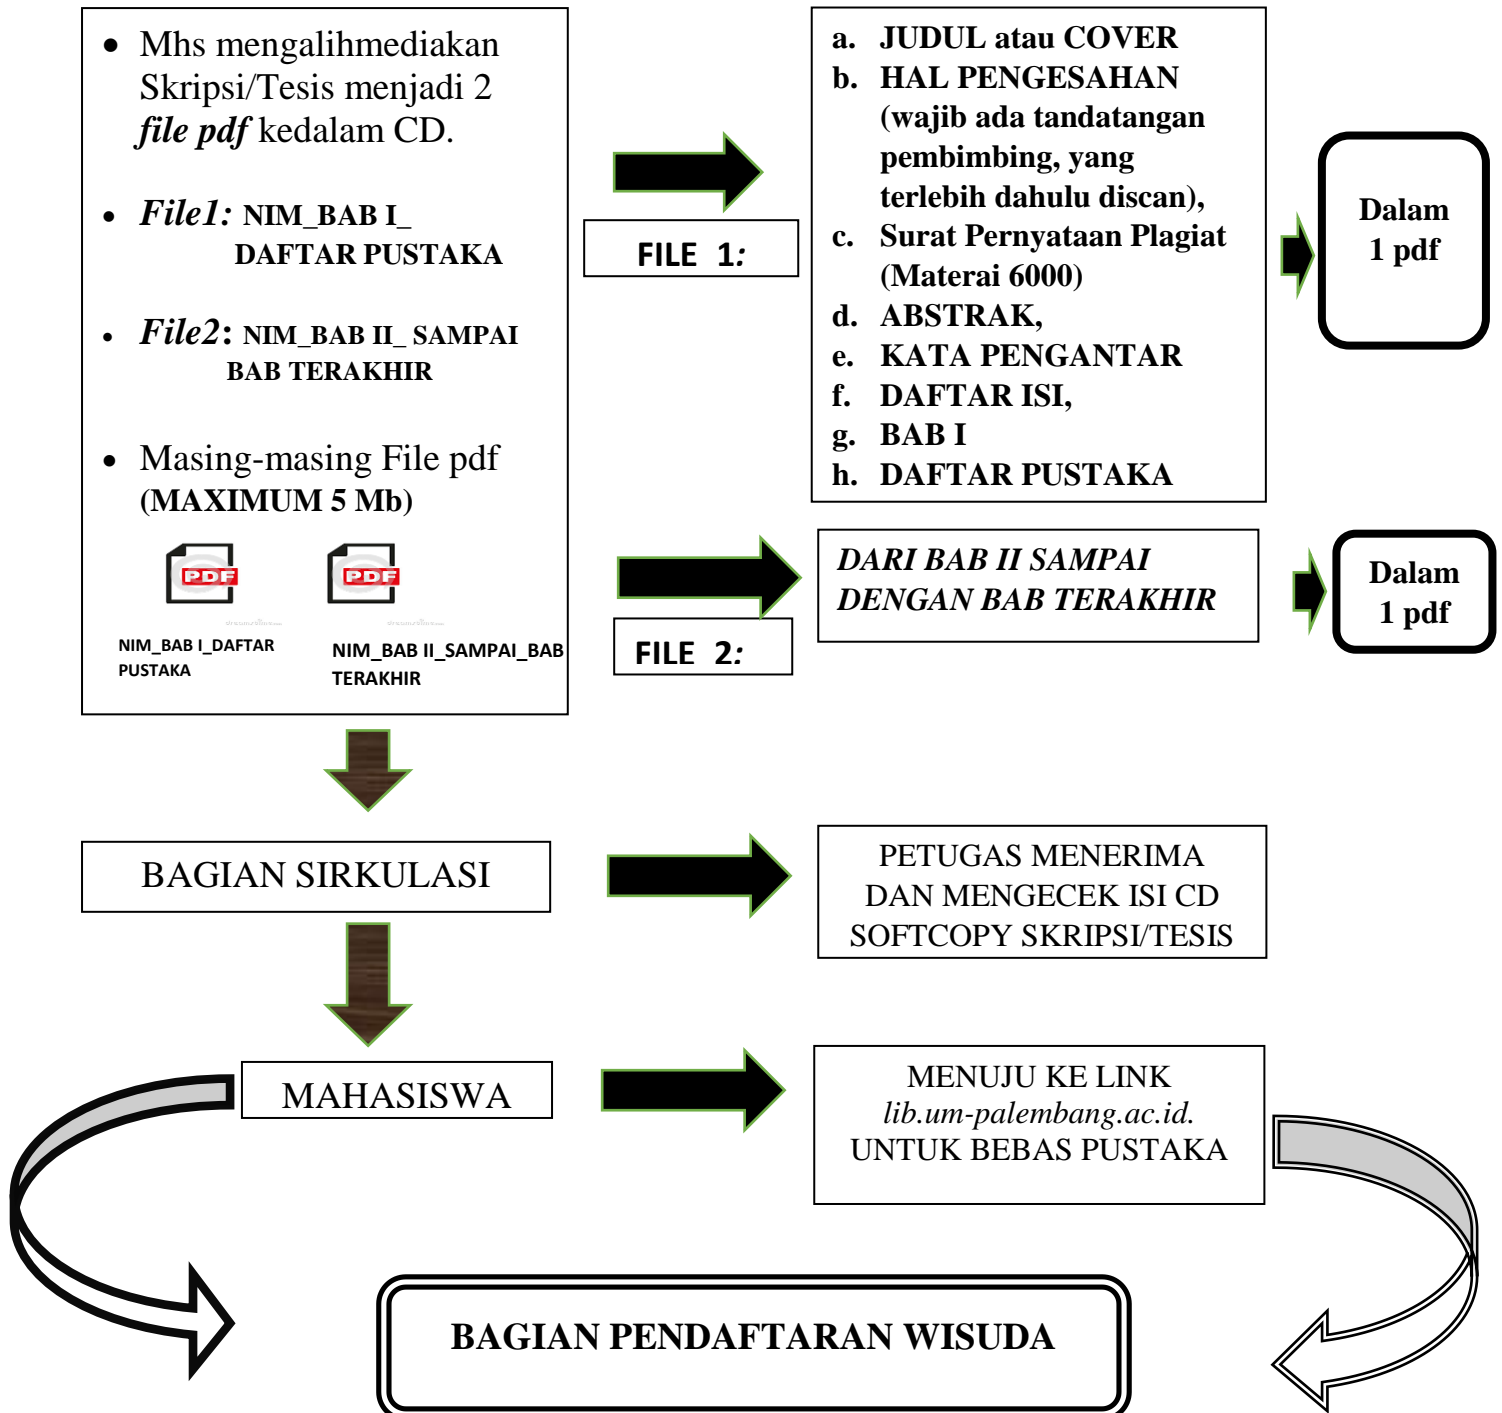 • Mhs mengalihmediakan
Skripsi/Tesis menjadi 2
file pdf kedalam CD.
• File1: NIM_BAB I_
DAFTAR PUSTAKA
• File2: NIM_BAB II_ SAMPAI
BAB TERAKHIR
• Masing-masing File pdf
(MAXIMUM 5 Mb)
PDF
PDF
NIM_BAB I_DAFTAR
PUSTAKA
NIM_BAB II_SAMPAI_BAB
TERAKHIR
FILE 1:
a. JUDUL atau COVER
b. HAL PENGESAHAN
(wajib ada tandatangan
pembimbing, yang
terlebih dahulu discan),
c. Surat Pernyataan Plagiat
(Materai 6000)
d. ABSTRAK,
e. KATA PENGANTAR
f. DAFTAR ISI,
g. BAB I
h. DAFTAR PUSTAKA
Dalam
1 pdf
FILE 2:
DARI BAB II SAMPAI
DENGAN BAB TERAKHIR
Dalam
1 pdf
BAGIAN SIRKULASI
PETUGAS MENERIMA
DAN MENGECEK ISI CD
SOFTCOPY SKRIPSI/TESIS
MAHASISWA
MENUJU KE LINK
lib.um-palembang.ac.id.
UNTUK BEBAS PUSTAKA
BAGIAN PENDAFTARAN WISUDA